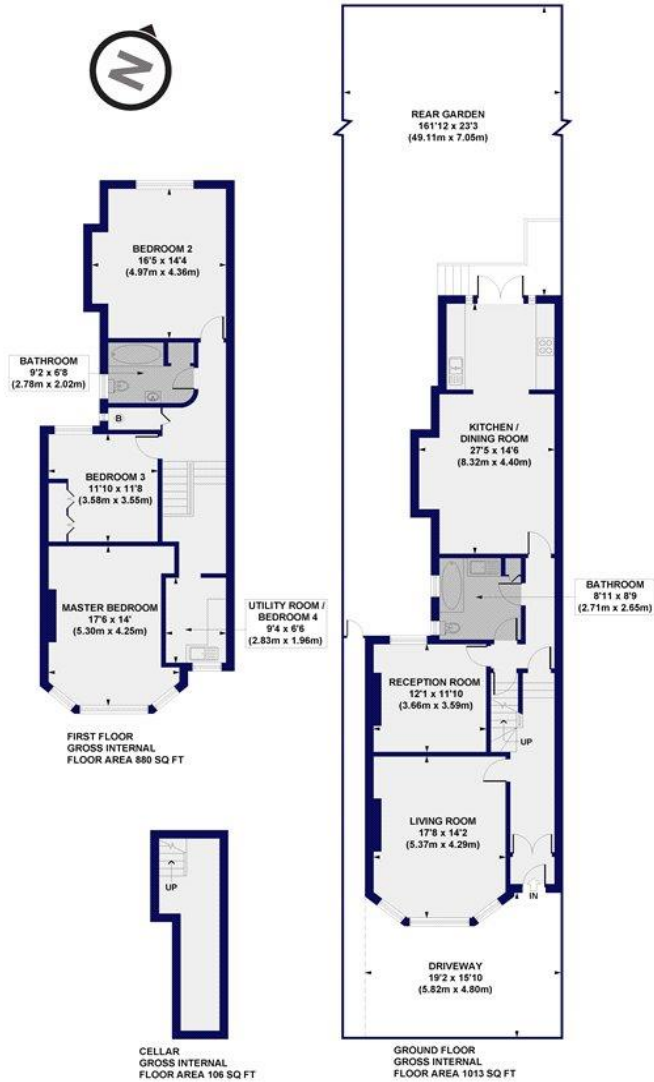 N
REAR GARDEN
161'12 x 23'3
(49.11m x 7.05m)
BEDROOM 2
16'5 x 14'4
(4.97m x 4.36m)
BATHROOM
9'2 x 6'8
(2.78m x 2.02m)
B
BEDROOM 3
11'10 x 11'8
(3.58m x 3.55m)
MASTER BEDROOM
17'6 x 14'
(5.30m x 4.25m)
UTILITY ROOM /
BEDROOM 4
9'4 x 6'6
(2.83m x 1.96m)
FIRST FLOOR
GROSS INTERNAL
FLOOR AREA 880 SQ FT
KITCHEN /
DINING ROOM
27'5 x 14'6
(8.32m x 4.40m)
BATHROOM
8'11 x 8'9
(2.71m x 2.65m)
RECEPTION ROOM
12'1 x 11'10
(3.66m x 3.59m)
UP
LIVING ROOM
17'8 x 14'2
(5.37m x 4.29m)
IN
DRIVEWAY
19'2 x 15'10
(5.82m x 4.80m)
UP
CELLAR
GROSS INTERNAL
FLOOR AREA 106 SQ FT
GROUND FLOOR
GROSS INTERNAL
FLOOR AREA 1013 SQ FT